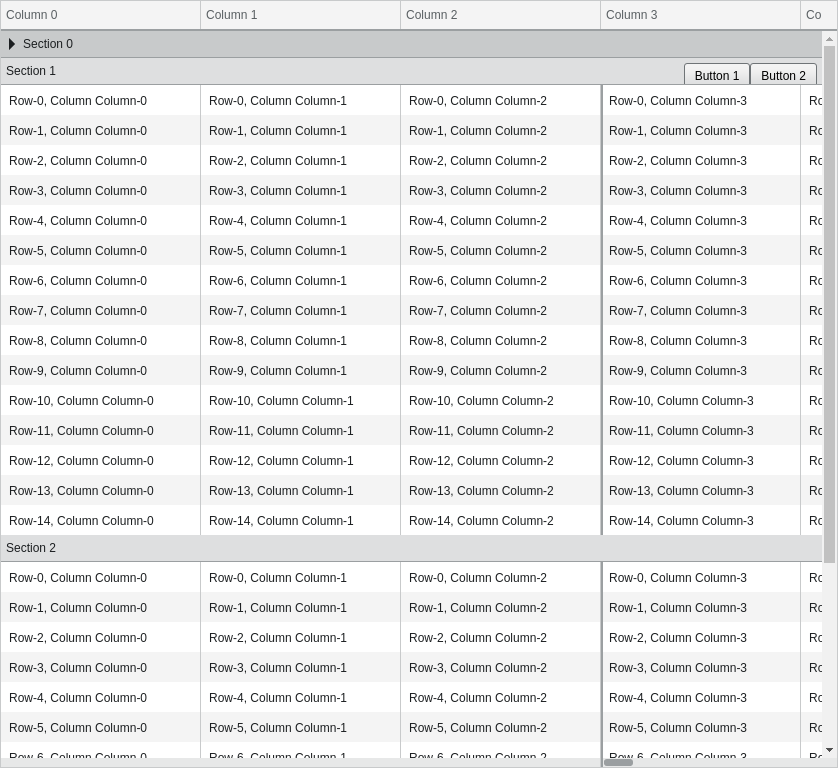 Column 0 Column 1 Column 2 Column 3 Co
Section 0
Section 1 Button 1 Button 2
Row-0, Column Column-0 Row-0, Column Column-1 Row-0, Column Column-2 Row-0, Column Column-3 Ro
Row-1, Column Column-0 Row-1, Column Column-1 Row-1, Column Column-2 Row-1, Column Column-3 Ro
Row-2, Column Column-0 Row-2, Column Column-1 Row-2, Column Column-2 Row-2, Column Column-3 Ro
Row-3, Column Column-0 Row-3, Column Column-1 Row-3, Column Column-2 Row-3, Column Column-3 Ro
Row-4, Column Column-0 Row-4, Column Column-1 Row-4, Column Column-2 Row-4, Column Column-3 Ro
Row-5, Column Column-0 Row-5, Column Column-1 Row-5, Column Column-2 Row-5, Column Column-3 Ro
Row-6, Column Column-0 Row-6, Column Column-1 Row-6, Column Column-2 Row-6, Column Column-3 Ro
Row-7, Column Column-0 Row-7, Column Column-1 Row-7, Column Column-2 Row-7, Column Column-3 Ro
Row-8, Column Column-0 Row-8, Column Column-1 Row-8, Column Column-2 Row-8, Column Column-3 Ro
Row-9, Column Column-0 Row-9, Column Column-1 Row-9, Column Column-2 Row-9, Column Column-3 Ro
Row-10, Column Column-0 Row-10, Column Column-1 Row-10, Column Column-2 Row-10, Column Column-3 Ro
Row-11, Column Column-0 Row-11, Column Column-1 Row-11, Column Column-2 Row-11, Column Column-3 Ro
Row-12, Column Column-0 Row-12, Column Column-1 Row-12, Column Column-2 Row-12, Column Column-3 Ro
Row-13, Column Column-0 Row-13, Column Column-1 Row-13, Column Column-2 Row-13, Column Column-3 Ro
Row-14, Column Column-0 Row-14, Column Column-1 Row-14, Column Column-2 Row-14, Column Column-3 Ro
Section 2
Row-0, Column Column-0 Row-0, Column Column-1 Row-0, Column Column-2 Row-0, Column Column-3 Ro
Row-1, Column Column-0 Row-1, Column Column-1 Row-1, Column Column-2 Row-1, Column Column-3 Ro
Row-2, Column Column-0 Row-2, Column Column-1 Row-2, Column Column-2 Row-2, Column Column-3 Ro
Row-3, Column Column-0 Row-3, Column Column-1 Row-3, Column Column-2 Row-3, Column Column-3 Ro
Row-4, Column Column-0 Row-4, Column Column-1 Row-4, Column Column-2 Row-4, Column Column-3 Ro
Row-5, Column Column-0 Row-5, Column Column-1 Row-5, Column Column-2 Row-5, Column Column-3 Ro
Row-6, Column Column-0 Row-6, Column Column-1 Row-6, Column Column-2 Row-6, Column Column-3 Ro